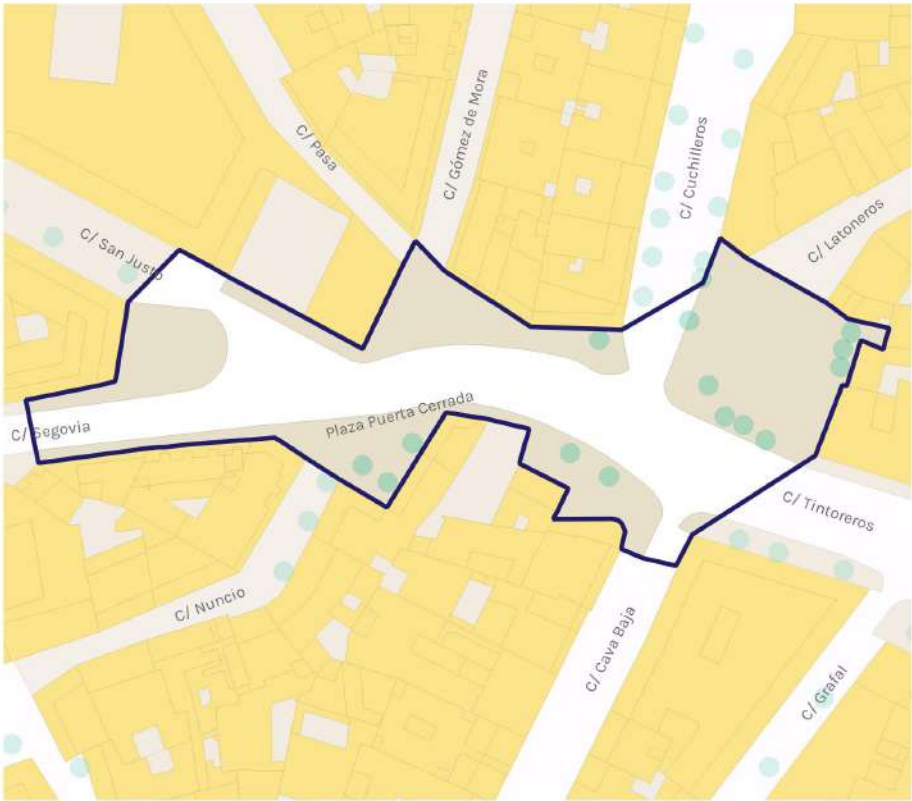 C/ Pasa
C/ Gómez de Mora
C/ Cuchilleros
C/ Latoneros
C/ San Justo
C/ Segovia
Plaza Puerta Cerrada
C/ Tintoreros
C/ Nuncio
C/ Cava Baja
C/ Grafal